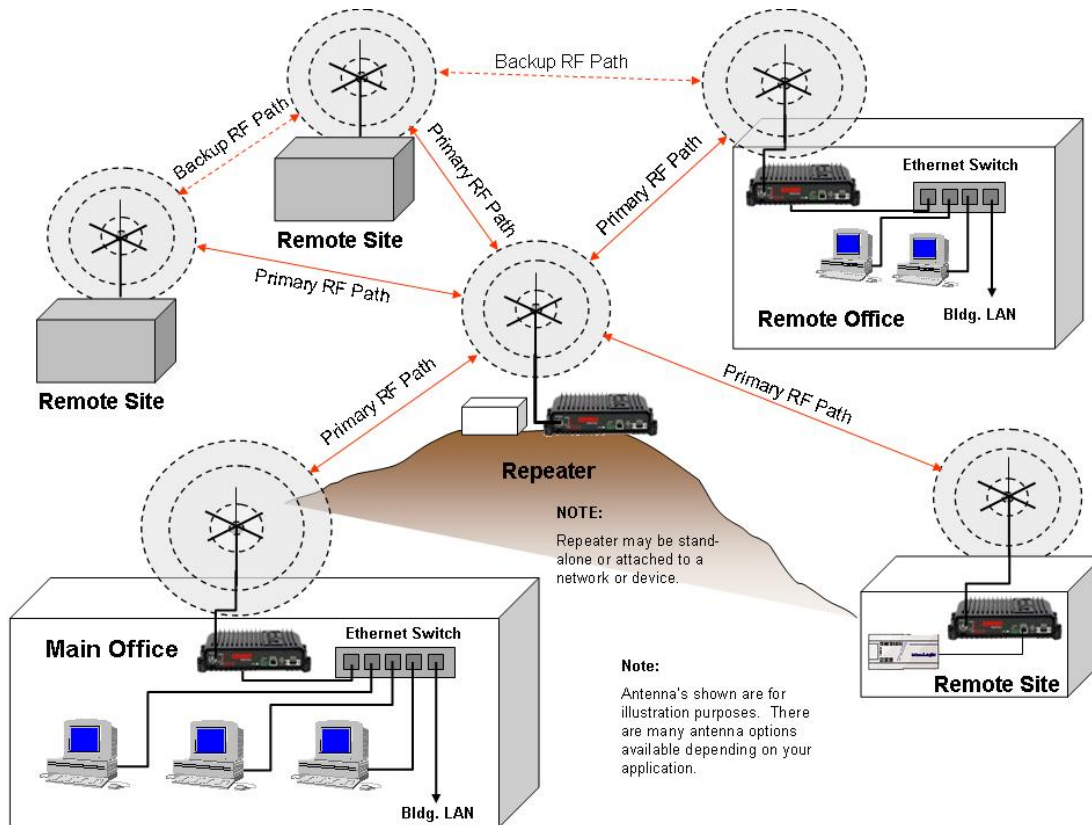 Backup RF Path
Backup RF Path
Primary RF Path
Primary RF Path
Ethernet Switch
Remote Site
Primary RF Path
Bldg. LAN
Remote Office
Remote Site
Primary RF Path
Primary RF Path
Repeater
NOTE:
Repeater may be stand-
alone or attached to a
network or device.
Main Office
Ethernet Switch
Bldg. LAN
Note:
Antenna's shown are for
illustration purposes. There
are many antenna options
available depending on your
application.
Remote Site